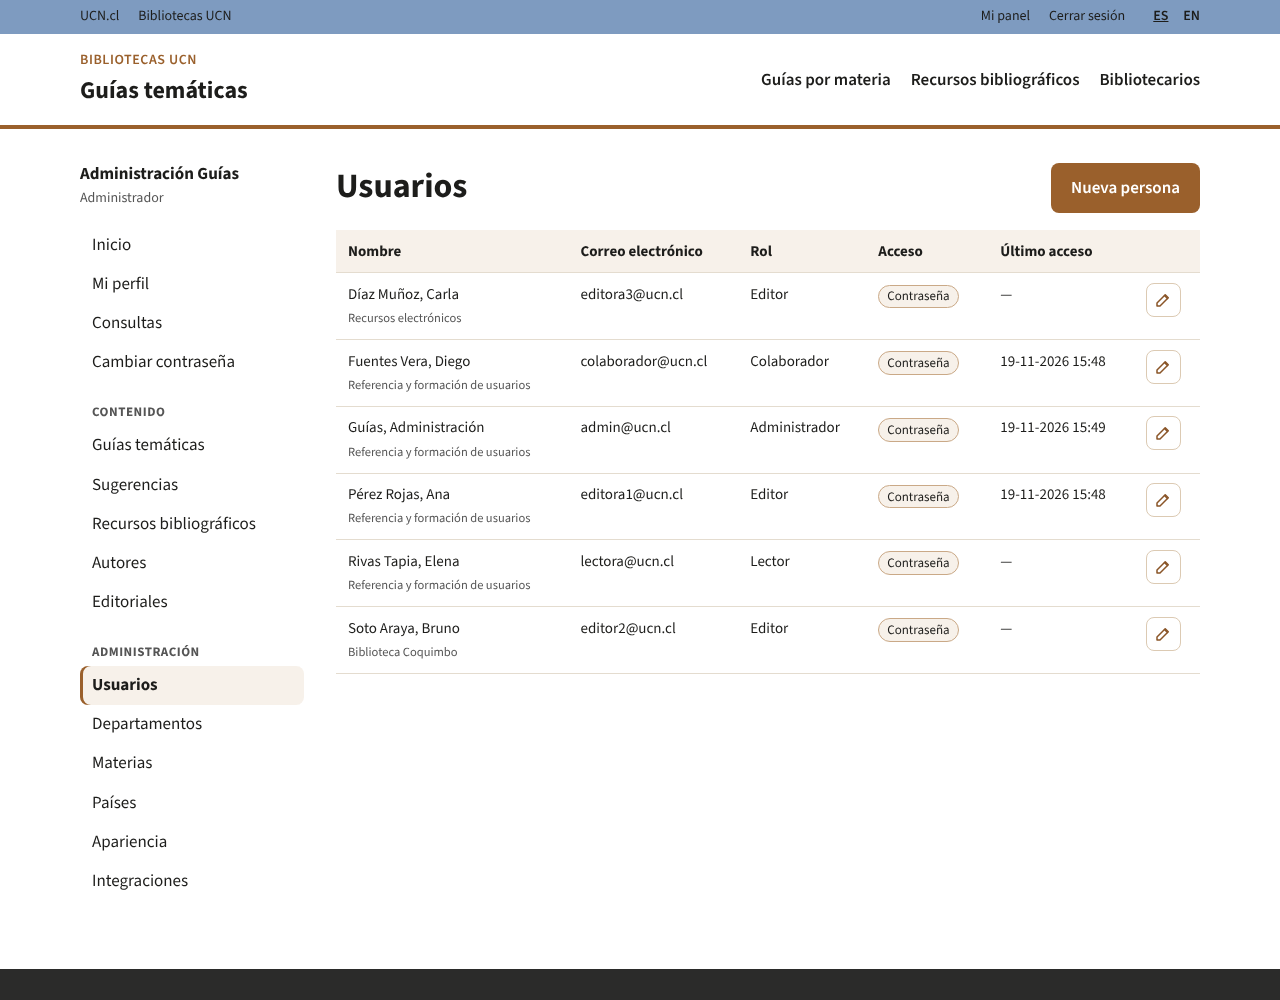 UCN.cl Bibliotecas UCN Mi panel Cerrar sesión ES EN
BIBLIOTECAS UCN
Guías temáticas
Guías por materia Recursos bibliográficos Bibliotecarios
Administración Guías
Administrador
Inicio
Mi perfil
Consultas
Cambiar contraseña
CONTENIDO
Guías temáticas
Sugerencias
Recursos bibliográficos
Autores
Editoriales
ADMINISTRACIÓN
Usuarios
Departamentos
Materias
Países
Apariencia
Integraciones
Usuarios
Nueva persona
Nombre Correo electrónico Rol Acceso Último acceso
Díaz Muñoz, Carla editora3@ucn.cl Editor Contraseña —
Recursos electrónicos
Fuentes Vera, Diego colaborador@ucn.cl Colaborador Contraseña 19-11-2026 15:48
Referencia y formación de usuarios
Guías, Administración admin@ucn.cl Administrador Contraseña 19-11-2026 15:49
Referencia y formación de usuarios
Pérez Rojas, Ana editora1@ucn.cl Editor Contraseña 19-11-2026 15:48
Referencia y formación de usuarios
Rivas Tapia, Elena lectora@ucn.cl Lector Contraseña —
Referencia y formación de usuarios
Soto Araya, Bruno editor2@ucn.cl Editor Contraseña —
Biblioteca Coquimbo